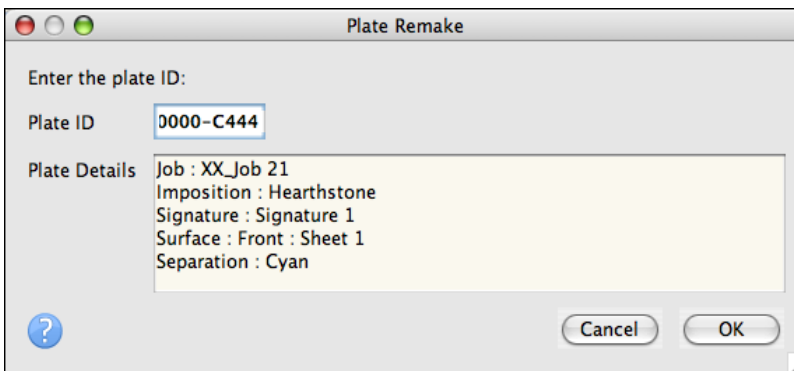 Plate Remake
Enter the plate ID:
Plate ID 0000-C444
Plate Details Job : XX_Job 21
Imposition : Hearthstone
Signature : Signature 1
Surface : Front : Sheet 1
Separation : Cyan
?
Cancel OK